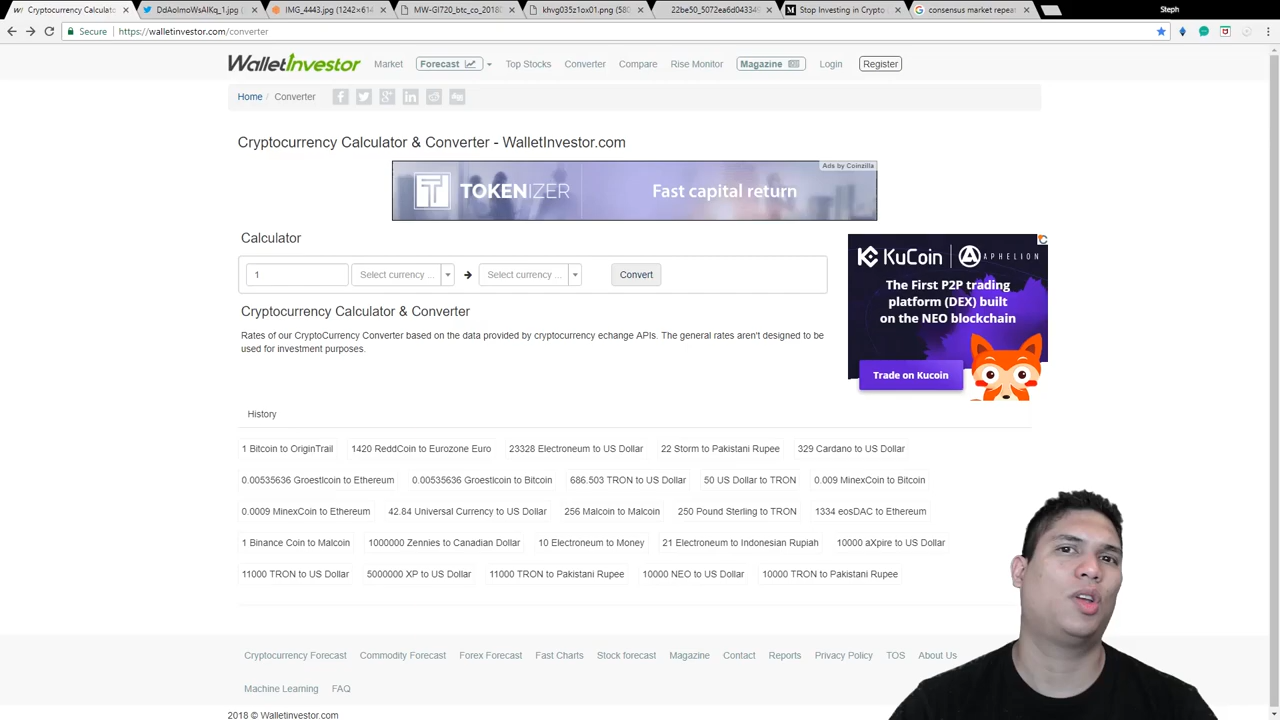 Cryptocurrency Calculato
DdAoImoWsAIKq_1.jpg (
IMG_4443.jpg (1242×614
MW-GI720_btc_co_2018
khvg035z1ox01.png (580
22be50_5072ea6d04334
Stop Investing in Crypto
consensus market repeat
Steph
Secure
https://walletinvestor.com/converter
WalletInvestor
Market
Forecast
Top Stocks
Converter
Compare
Rise Monitor
Magazine
Login
Register
Home / Converter
Cryptocurrency Calculator & Converter - WalletInvestor.com
Ads by Coinzilla
TOKENIZER
Fast capital return
Calculator
1
Select currency ...
Select currency ...
Convert
KuCoin
APHELION
The First P2P trading
platform (DEX) built
on the NEO blockchain
Trade on Kucoin
Cryptocurrency Calculator & Converter
Rates of our CryptoCurrency Converter based on the data provided by cryptocurrency echange APIs. The general rates aren't designed to be
used for investment purposes.
History
1 Bitcoin to OriginTrail
1420 ReddCoin to Eurozone Euro
23328 Electroneum to US Dollar
22 Storm to Pakistani Rupee
329 Cardano to US Dollar
0.00535636 Groestlcoin to Ethereum
0.00535636 Groestlcoin to Bitcoin
686.503 TRON to US Dollar
50 US Dollar to TRON
0.009 MinexCoin to Bitcoin
0.0009 MinexCoin to Ethereum
42.84 Universal Currency to US Dollar
256 Malcoin to Malcoin
250 Pound Sterling to TRON
1334 eosDAC to Ethereum
1 Binance Coin to Malcoin
1000000 Zennies to Canadian Dollar
10 Electroneum to Money
21 Electroneum to Indonesian Rupiah
10000 aXpire to US Dollar
11000 TRON to US Dollar
5000000 XP to US Dollar
11000 TRON to Pakistani Rupee
10000 NEO to US Dollar
10000 TRON to Pakistani Rupee
Cryptocurrency Forecast
Commodity Forecast
Forex Forecast
Fast Charts
Stock forecast
Magazine
Contact
Reports
Privacy Policy
TOS
About Us
Machine Learning
FAQ
2018 © Walletinvestor.com